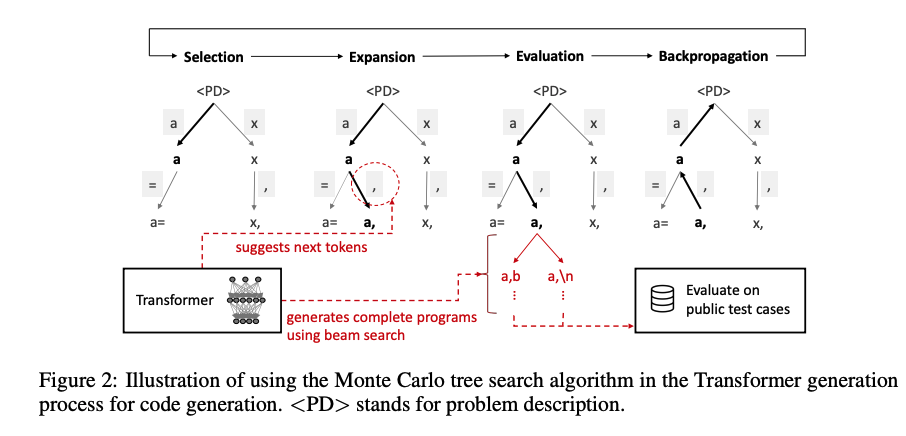 Selection Expansion Evaluation Backpropagation
<PD> <PD> <PD> <PD>
a x a x a x a x
a x a x a x a x
= , = , , = , , = , ,
a= x, a= a, x, a= a, x, a= a, x,
suggests next tokens
a,b a,\n
Transformer
generates complete programs
using beam search
Evaluate on
public test cases
Figure 2: Illustration of using the Monte Carlo tree search algorithm in the Transformer generation
process for code generation. <PD> stands for problem description.